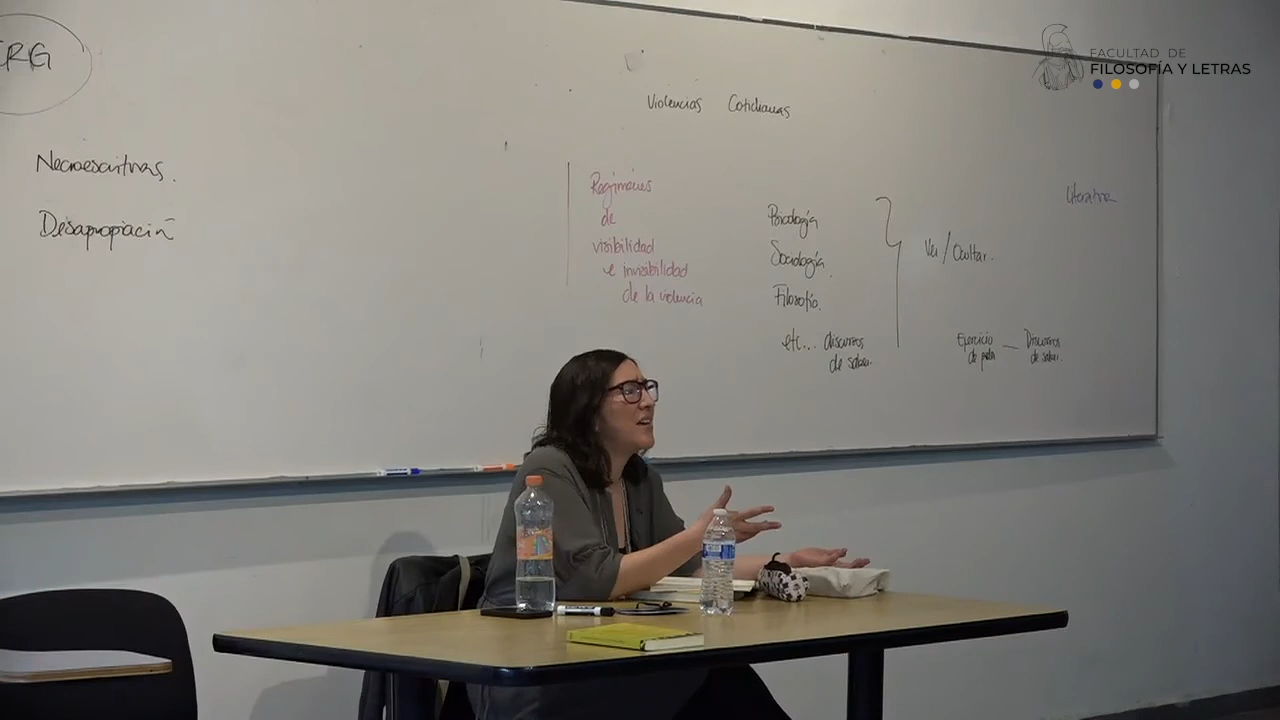 CRG
Necroescrituras.
Desapropiación
Violencias Cotidianas
Regímenes
de
visibilidad
e invisibilidad
de la violencia
Psicología
Sociología
Filosofía.
etc... discursos
de saber.
Ver / Ocultar.
Literatura
Ejercicio
de poder
—
Discursos
de saber.
FACULTAD DE
FILOSOFÍA Y LETRAS